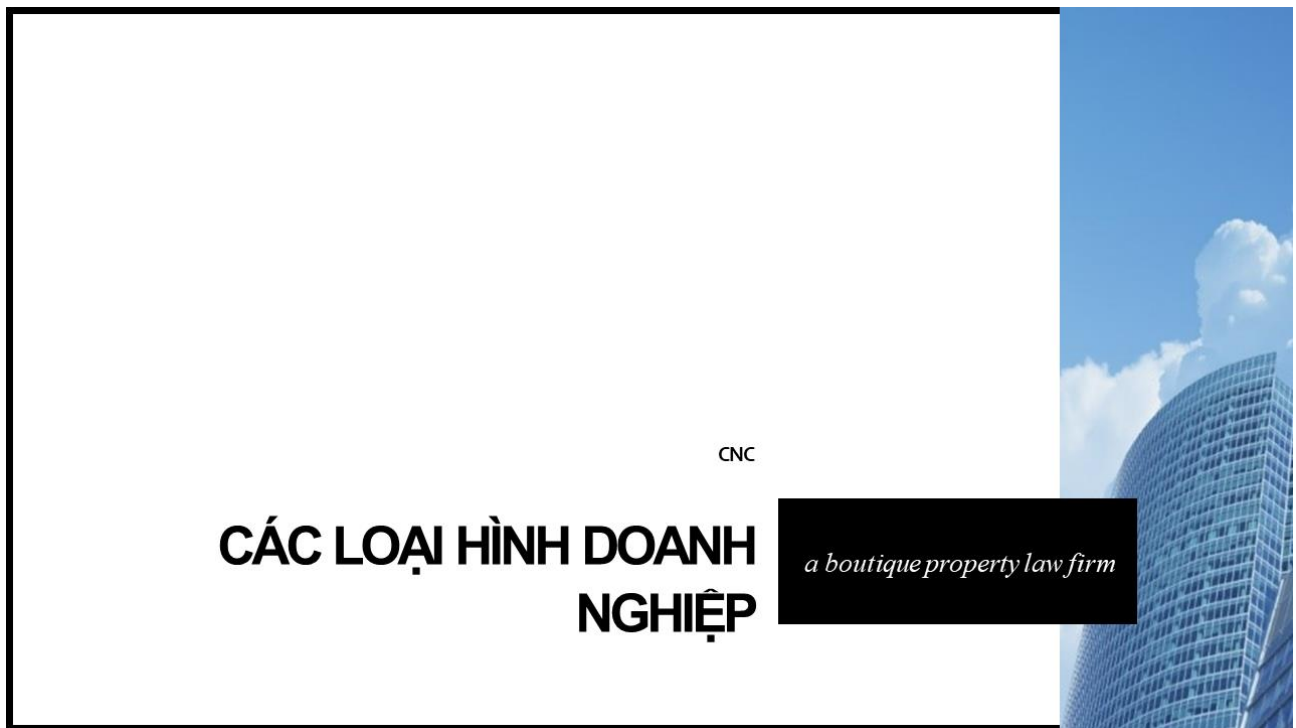 CNC
CÁC LOẠI HÌNH DOANH
NGHIỆP
a boutique property law firm